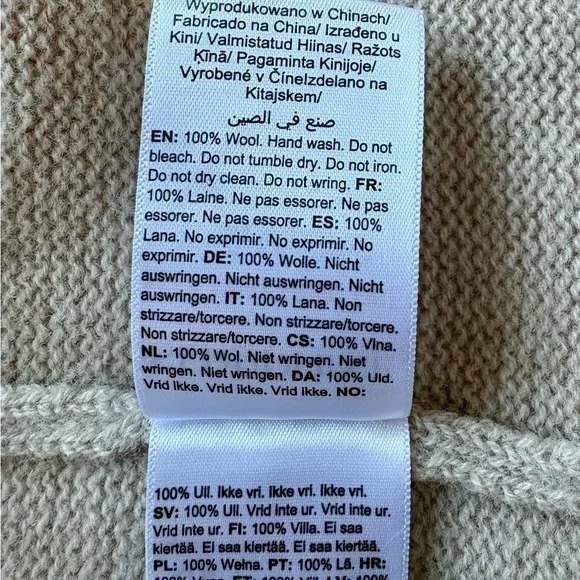 Wyprodukowano w Chinach/
Fabricado na China/ Izrađeno u
Kini/ Valmistatud Hiinas/ Ražots
Ķīnā/ Pagaminta Kinijoje/
Vyrobené v ČíneIzdelano na
Kitajskem/
صنع في الصين
EN: 100% Wool. Hand wash. Do not
bleach. Do not tumble dry. Do not iron.
Do not dry clean. Do not wring. FR:
100% Laine. Ne pas essorer. Ne pas
essorer. Ne pas essorer. ES: 100%
Lana. No exprimir. No exprimir. No
exprimir. DE: 100% Wolle. Nicht
auswringen. Nicht auswringen. Nicht
auswringen. IT: 100% Lana. Non
strizzare/torcere. Non strizzare/torcere.
Non strizzare/torcere. CS: 100% Vlna.
NL: 100% Wol. Niet wringen. Niet
wringen. Niet wringen. DA: 100% Uld.
Vrid ikke. Vrid ikke. Vrid ikke. NO:
100% Ull. Ikke vri. Ikke vri. Ikke vri.
SV: 100% Ull. Vrid inte ur. Vrid inte ur.
Vrid inte ur. FI: 100% Villa. Ei saa
kiertää. Ei saa kiertää. Ei saa kiertää.
PL: 100% Wełna. PT: 100% Lã. HR: